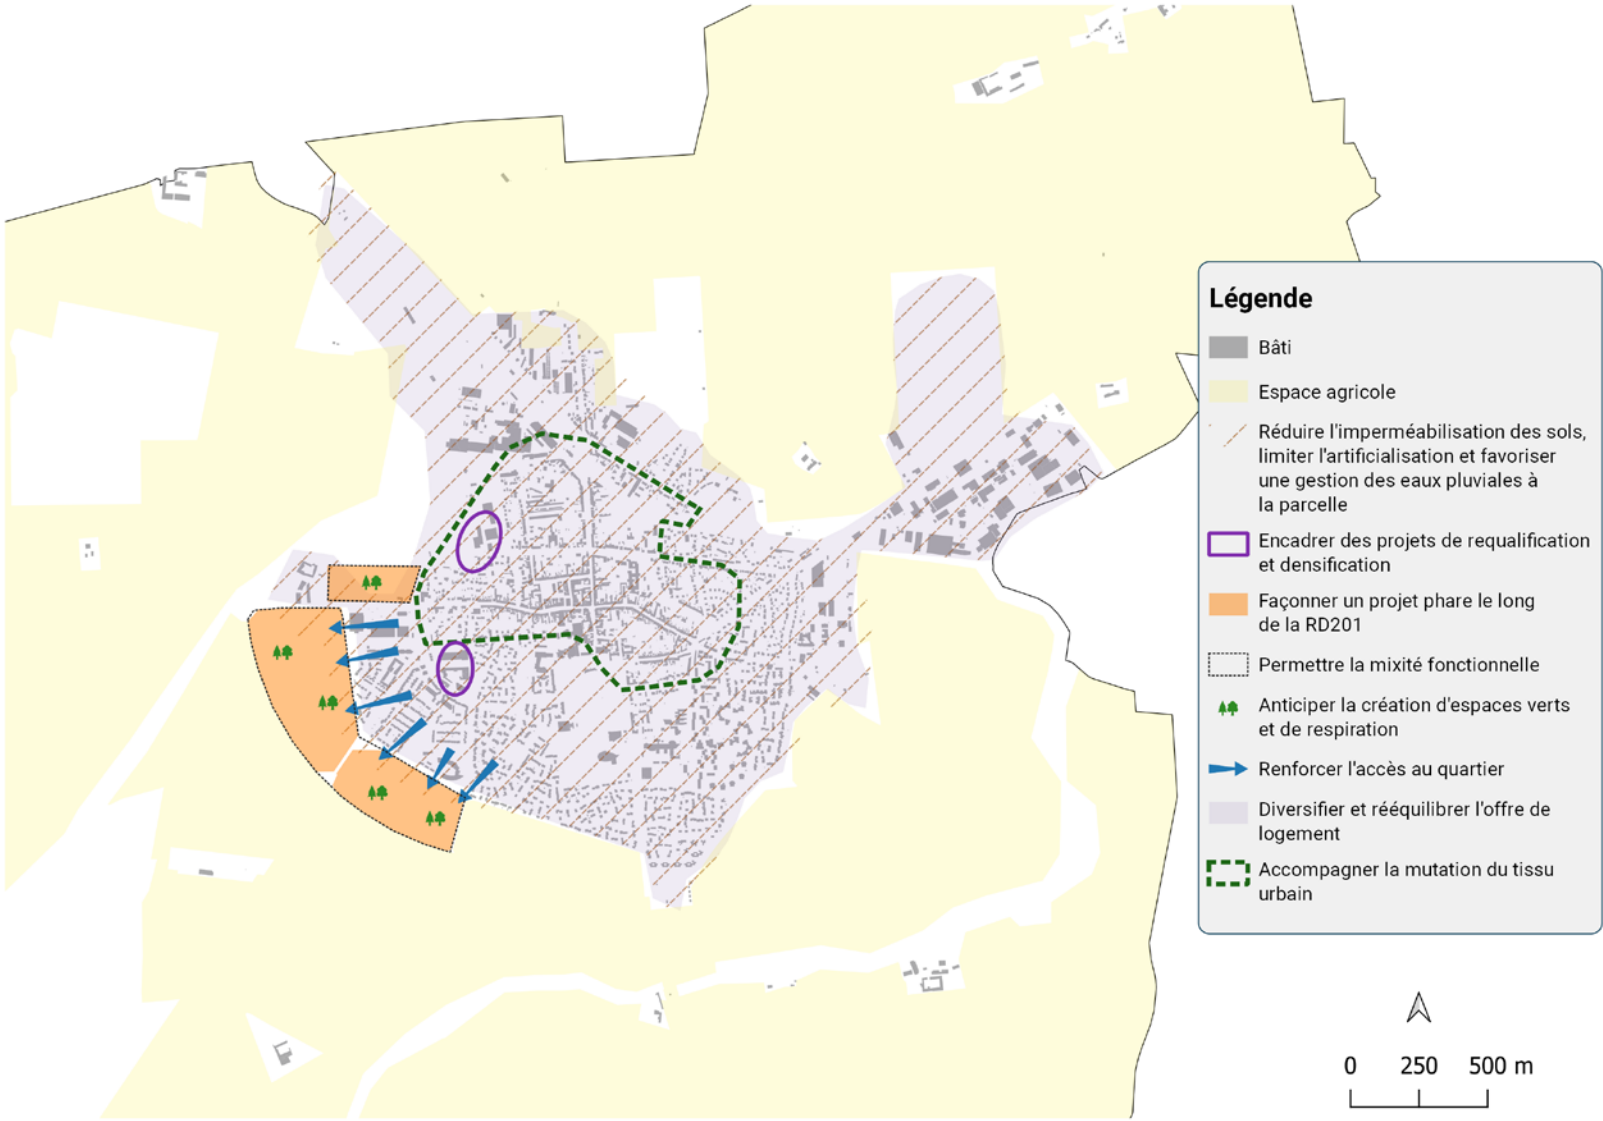 Légende
Bâti
Espace agricole
Réduire l'imperméabilisation des sols,
limiter l'artificialisation et favoriser
une gestion des eaux pluviales à
la parcelle
Encadrer des projets de requalification
et densification
Façonner un projet phare le long
de la RD201
Permettre la mixité fonctionnelle
Anticiper la création d'espaces verts
et de respiration
Renforcer l'accès au quartier
Diversifier et rééquilibrer l'offre de
logement
Accompagner la mutation du tissu
urbain
0 250 500 m